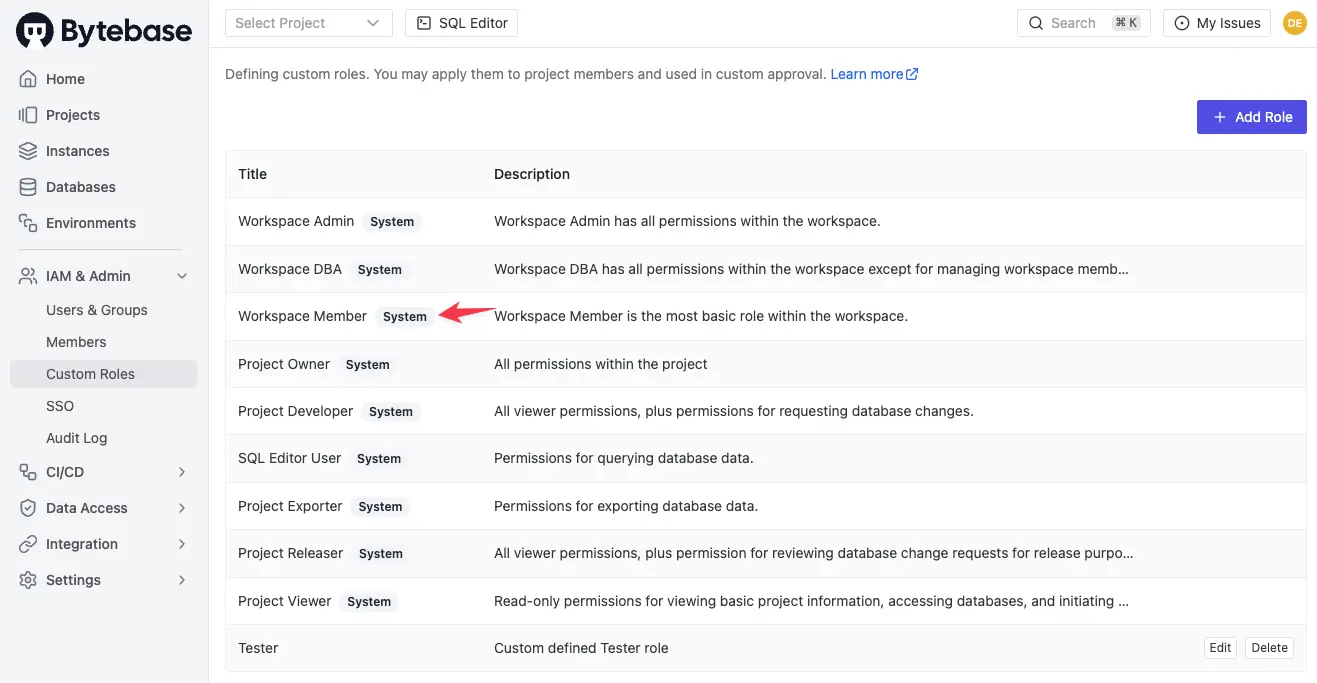 Bytebase
Select Project
SQL Editor
Search ⌘ K
My Issues
DE
Home
Projects
Instances
Databases
Environments
IAM & Admin
Users & Groups
Members
Custom Roles
SSO
Audit Log
CI/CD
Data Access
Integration
Settings
Defining custom roles. You may apply them to project members and used in custom approval. Learn more
+ Add Role
Title Description
Workspace Admin System Workspace Admin has all permissions within the workspace.
Workspace DBA System Workspace DBA has all permissions within the workspace except for managing workspace memb...
Workspace Member System Workspace Member is the most basic role within the workspace.
Project Owner System All permissions within the project
Project Developer System All viewer permissions, plus permissions for requesting database changes.
SQL Editor User System Permissions for querying database data.
Project Exporter System Permissions for exporting database data.
Project Releaser System All viewer permissions, plus permission for reviewing database change requests for release purpo...
Project Viewer System Read-only permissions for viewing basic project information, accessing databases, and initiating ...
Tester Custom defined Tester role Edit Delete